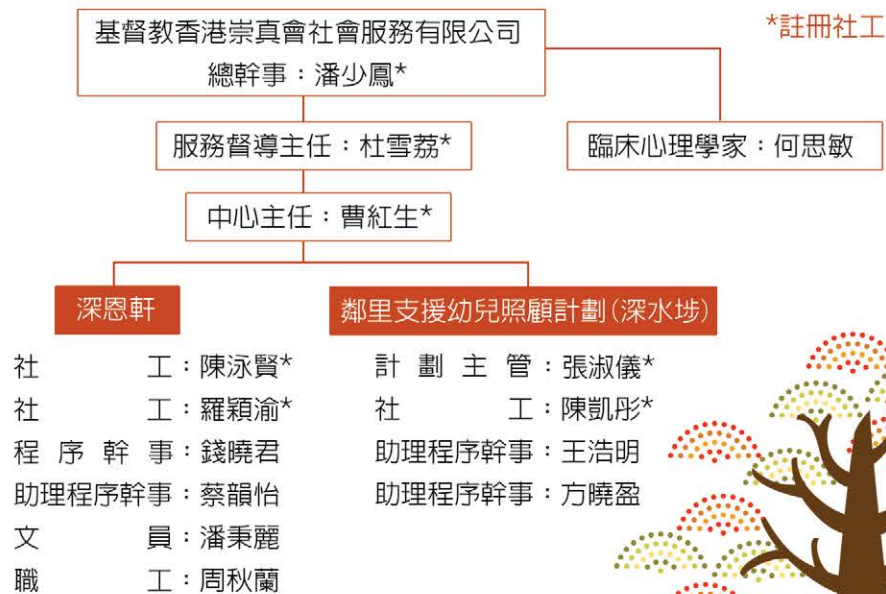 *註冊社工
基督教香港崇真會社會服務有限公司
總幹事：潘少鳳*
服務督導主任：杜雪荔*
臨床心理學家：何思敏
中心主任：曹紅生*
深恩軒
社工：陳泳賢*
社工：羅穎渝*
程序幹事：錢曉君
助理程序幹事：蔡韻怡
文員：潘秉麗
職工：周秋蘭
鄰里支援幼兒照顧計劃(深水埗)
計劃主管：張淑儀*
社工：陳凱彤*
助理程序幹事：王浩明
助理程序幹事：方曉盈